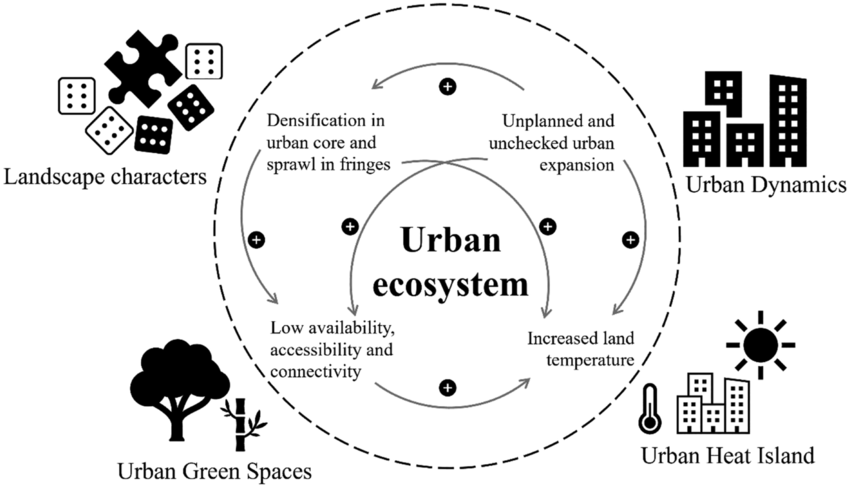 Densification in
urban core and
sprawl in fringes
Unplanned and
unchecked urban
expansion
Landscape characters
Urban Dynamics
Urban
ecosystem
Low availability,
accessibility and
connectivity
Increased land
temperature
Urban Green Spaces
Urban Heat Island